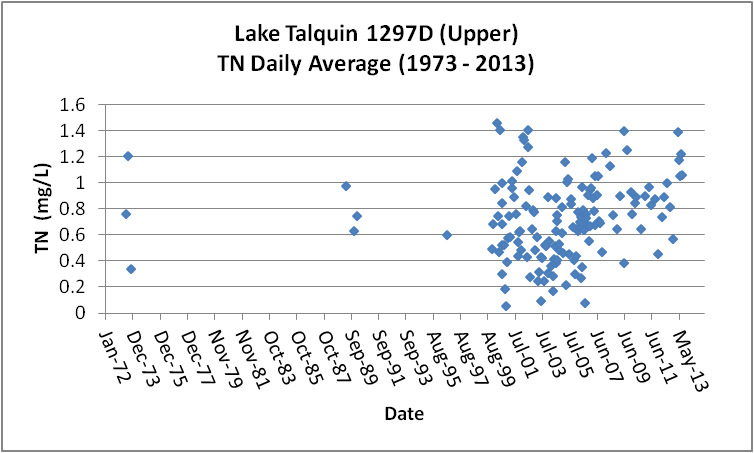 Lake Talquin 1297D (Upper)
TN Daily Average (1973 - 2013)
TN (mg/L)
1.6
1.4
1.2
1
0.8
0.6
0.4
0.2
0
Jan-72
Dec-73
Dec-75
Dec-77
Nov-79
Nov-81
Oct-83
Oct-85
Oct-87
Sep-89
Sep-91
Sep-93
Aug-95
Aug-97
Aug-99
Jul-01
Jul-03
Jul-05
Jun-07
Jun-09
Jun-11
May-13
Date